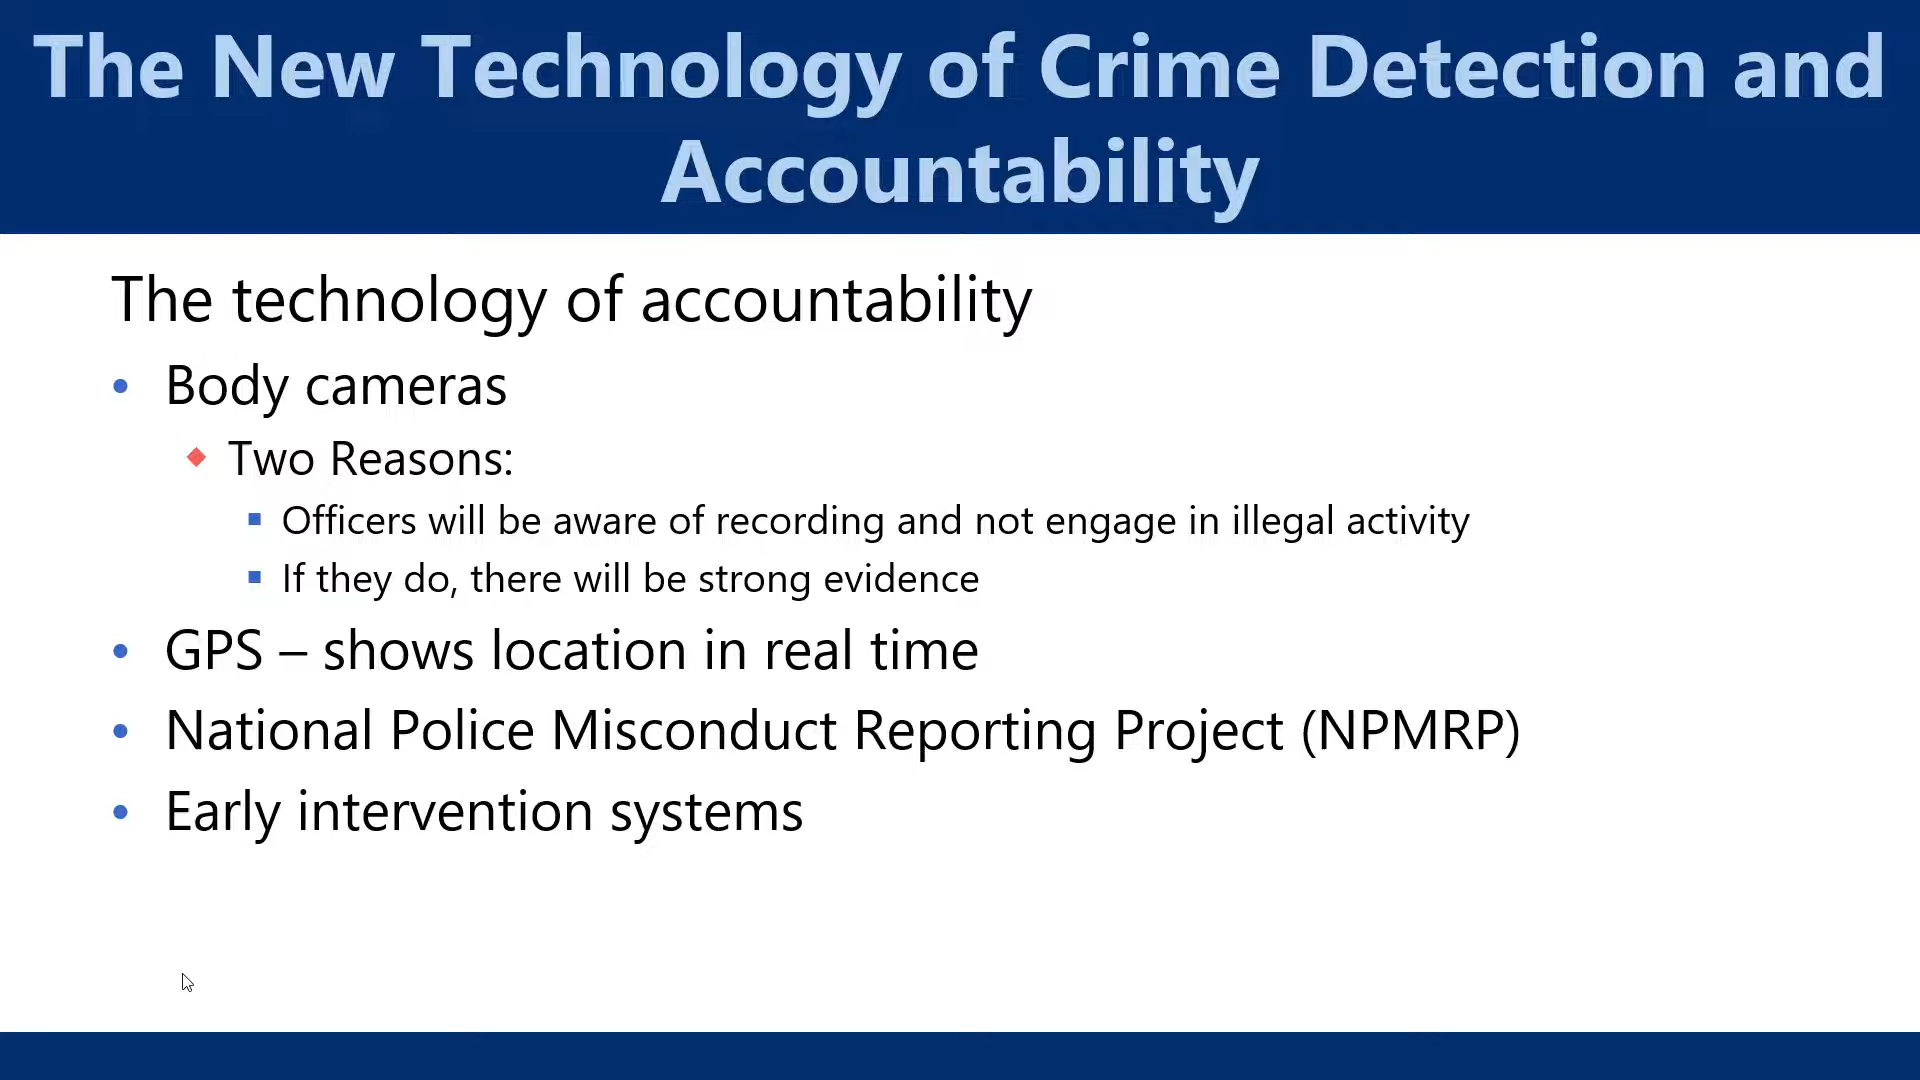 The New Technology of Crime Detection and
Accountability
The technology of accountability
• Body cameras
◆ Two Reasons:
▪ Officers will be aware of recording and not engage in illegal activity
▪ If they do, there will be strong evidence
• GPS – shows location in real time
• National Police Misconduct Reporting Project (NPMRP)
• Early intervention systems